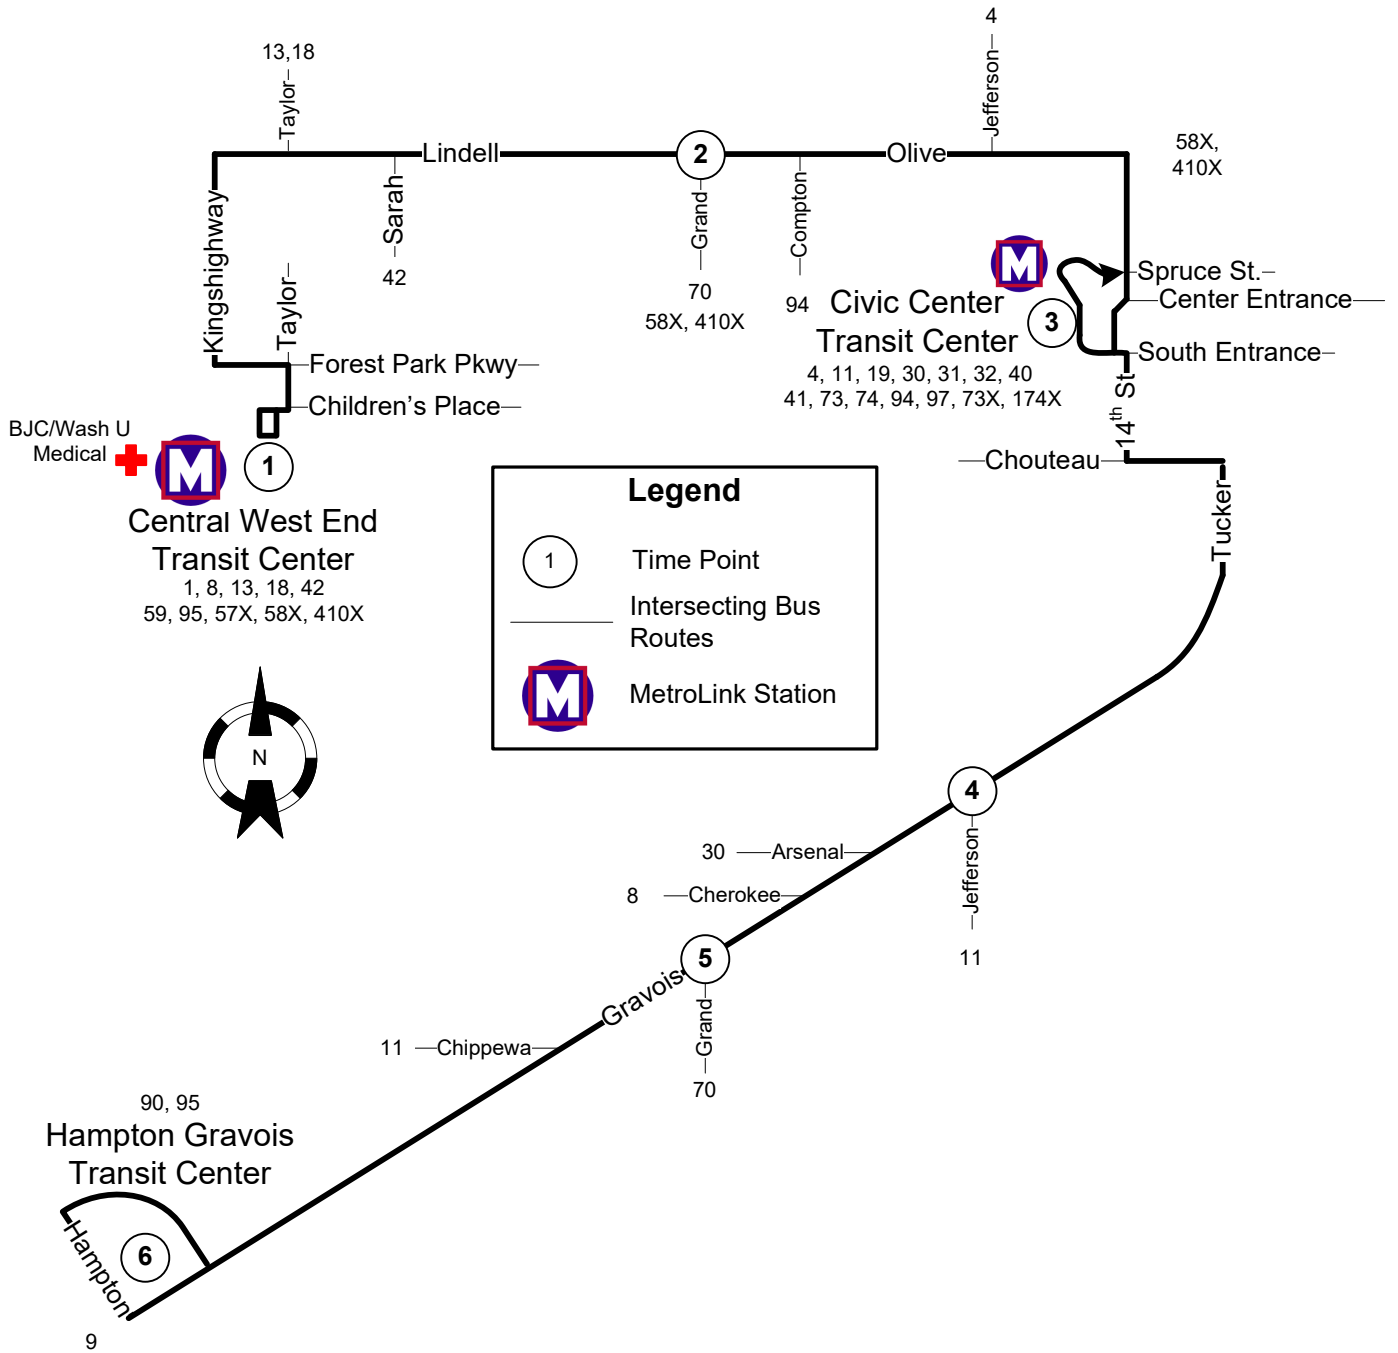 4
13,18
Taylor
Jefferson
Lindell
2
Olive
58X,
410X
Kingshighway
Sarah
Grand
Compton
42
70
58X, 410X
94
Taylor
M
Spruce St.
Center Entrance
Civic Center
Transit Center
3
South Entrance
4, 11, 19, 30, 31, 32, 40
41, 73, 74, 94, 97, 73X, 174X
14th St
Forest Park Pkwy
Children's Place
BJC/Wash U
Medical
M
1
Central West End
Transit Center
1, 8, 13, 18, 42
59, 95, 57X, 58X, 410X
Chouteau
Tucker
Legend
1
Time Point
Intersecting Bus
Routes
M
MetroLink Station
N
4
30
Arsenal
Jefferson
8
Cherokee
11
5
Gravois
Grand
11
Chippewa
70
90, 95
Hampton Gravois
Transit Center
Hampton
6
9